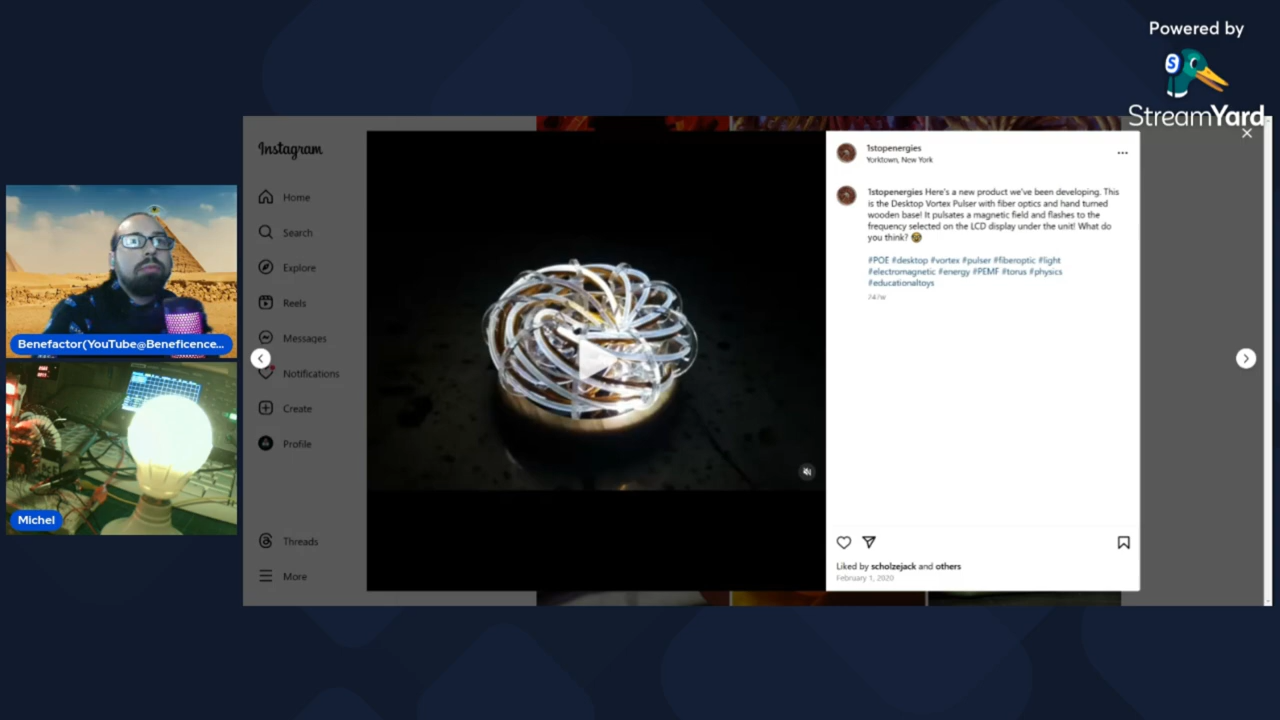 Powered by
S
StreamYard
Instagram
Home
Search
Explore
Reels
Messages
Notifications
Create
Profile
Threads
More
1stopenergies
Yorktown, New York
1stopenergies Here's a new product we've been developing. This
is the Desktop Vortex Pulser with fiber optics and hand turned
wooden base! It pulsates a magnetic field and flashes to the
frequency selected on the LCD display under the unit! What do
you think? 
#POE #desktop #vortex #pulser #fiberoptic #light
#electromagnetic #energy #PEMF #torus #physics
#educationaltoys
747w
Liked by scholzejack and others
February 1, 2020
Benefactor(YouTube@Beneficence...
Michel